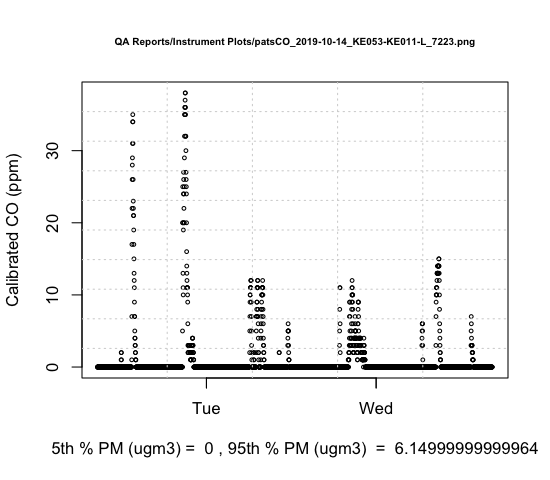 QA Reports/Instrument Plots/patsCO_2019-10-14_KE053-KE011-L_7223.png
Calibrated CO (ppm)
30
20
10
0
Tue Wed
5th % PM (ugm3) = 0 , 95th % PM (ugm3) = 6.14999999999964